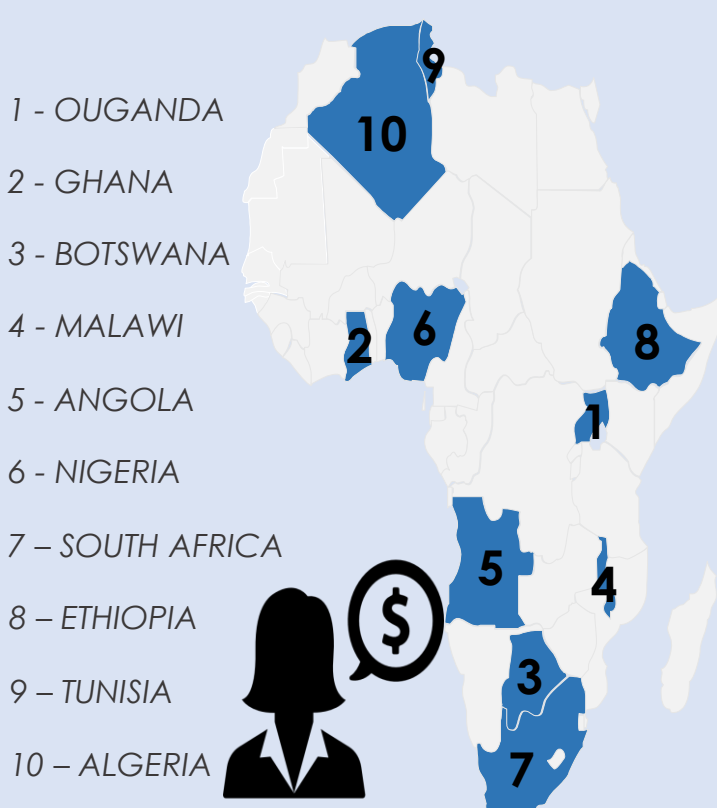 1 - OUGANDA
2 - GHANA
3 - BOTSWANA
4 - MALAWI
5 - ANGOLA
6 - NIGERIA
7 – SOUTH AFRICA
8 – ETHIOPIA
9 – TUNISIA
10 – ALGERIA
9
10
6
2
8
1
5
4
3
7
$